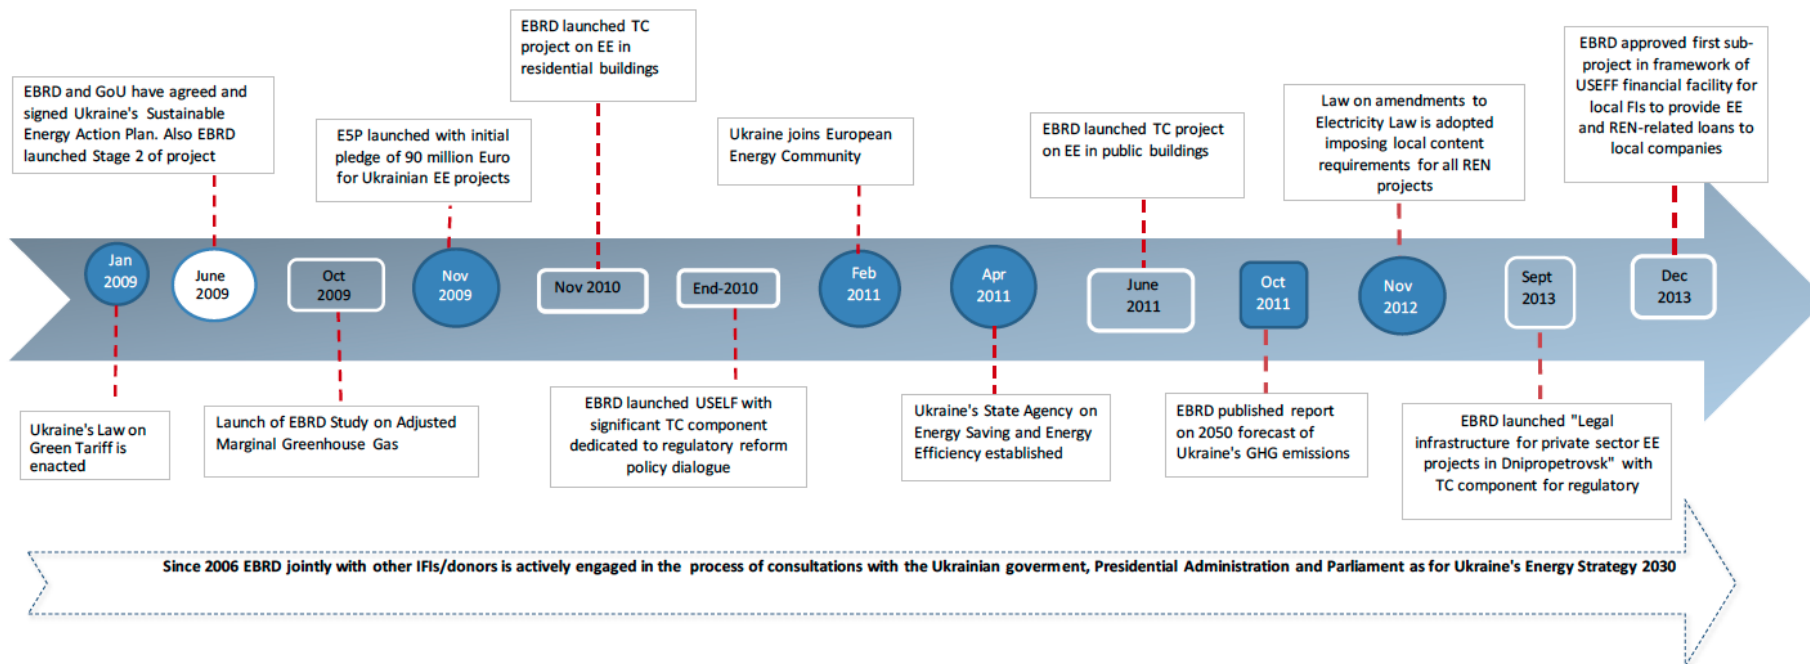 EBRD launched TC
project on EE in
residential buildings
EBRD approved first sub-
project in framework of
USEFF financial facility for
local FIs to provide EE
and REN-related loans to
local companies
EBRD and GoU have agreed and
signed Ukraine's Sustainable
Energy Action Plan. Also EBRD
launched Stage 2 of project
E5P launched with initial
pledge of 90 million Euro
for Ukrainian EE projects
Ukraine joins European
Energy Community
EBRD launched TC project
on EE in public buildings
Law on amendments to
Electricity Law is adopted
imposing local content
requirements for all REN
projects
Jan
2009
June
2009
Oct
2009
Nov
2009
Nov 2010
End-2010
Feb
2011
Apr
2011
June
2011
Oct
2011
Nov
2012
Sept
2013
Dec
2013
Ukraine's Law on
Green Tariff is
enacted
Launch of EBRD Study on Adjusted
Marginal Greenhouse Gas
EBRD launched USELF with
significant TC component
dedicated to regulatory reform
policy dialogue
Ukraine's State Agency on
Energy Saving and Energy
Efficiency established
EBRD published report
on 2050 forecast of
Ukraine's GHG emissions
EBRD launched "Legal
infrastructure for private sector EE
projects in Dnipropetrovsk" with
TC component for regulatory
Since 2006 EBRD jointly with other IFIs/donors is actively engaged in the process of consultations with the Ukrainian goverment, Presidential Administration and Parliament as for Ukraine's Energy Strategy 2030